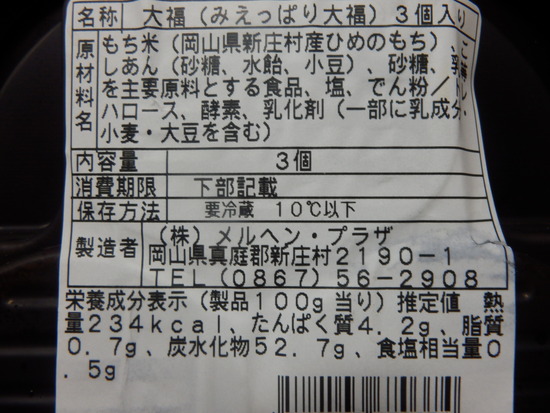 名称 大福（みえっぱり大福）３個入り
原材料名 もち米（岡山県新庄村産ひめのもち）、こ
しあん（砂糖、水飴、小豆）、砂糖、乳
を主要原料とする食品、塩、でん粉／ト
ハロース、酵素、乳化剤（一部に乳成分・
小麦・大豆を含む）
内容量 ３個
消費期限 下部記載
保存方法 要冷蔵 １０℃以下
製造者 （株）メルヘン・プラザ
岡山県真庭郡新庄村２１９０－１
ＴＥＬ（０８６７）５６－２９０８
栄養成分表示（製品１００ｇ当り）推定値 熱
量２３４ｋｃａｌ、たんぱく質４．２ｇ、脂質
０．７ｇ、炭水化物５２．７ｇ、食塩相当量０
．５ｇ